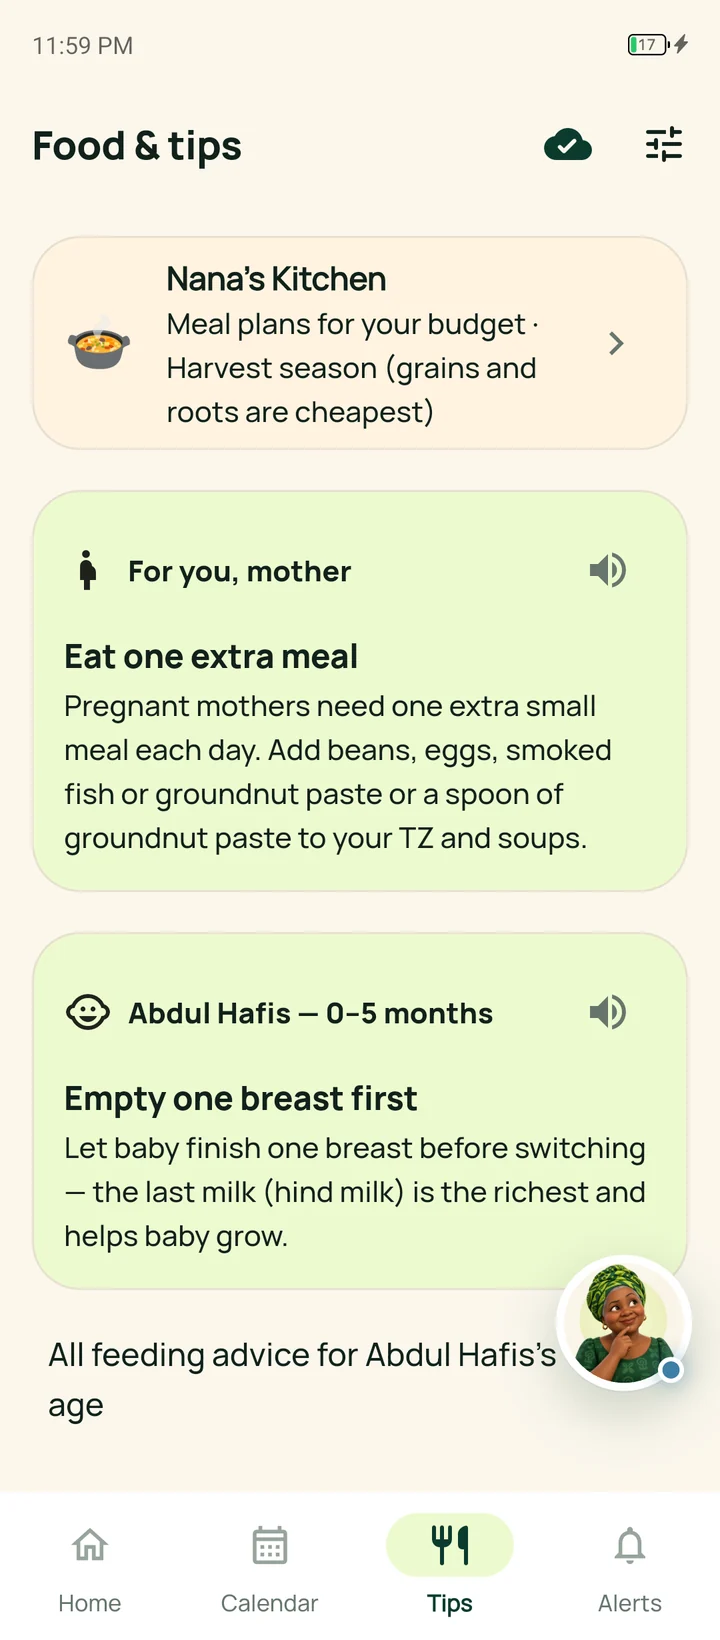 11:59 PM
17
Food & tips
Nana's Kitchen
Meal plans for your budget ·
Harvest season (grains and
roots are cheapest)
For you, mother
Eat one extra meal
Pregnant mothers need one extra small
meal each day. Add beans, eggs, smoked
fish or groundnut paste or a spoon of
groundnut paste to your TZ and soups.
Abdul Hafis — 0–5 months
Empty one breast first
Let baby finish one breast before switching
— the last milk (hind milk) is the richest and
helps baby grow.
All feeding advice for Abdul Hafis's
age
Home
Calendar
Tips
Alerts